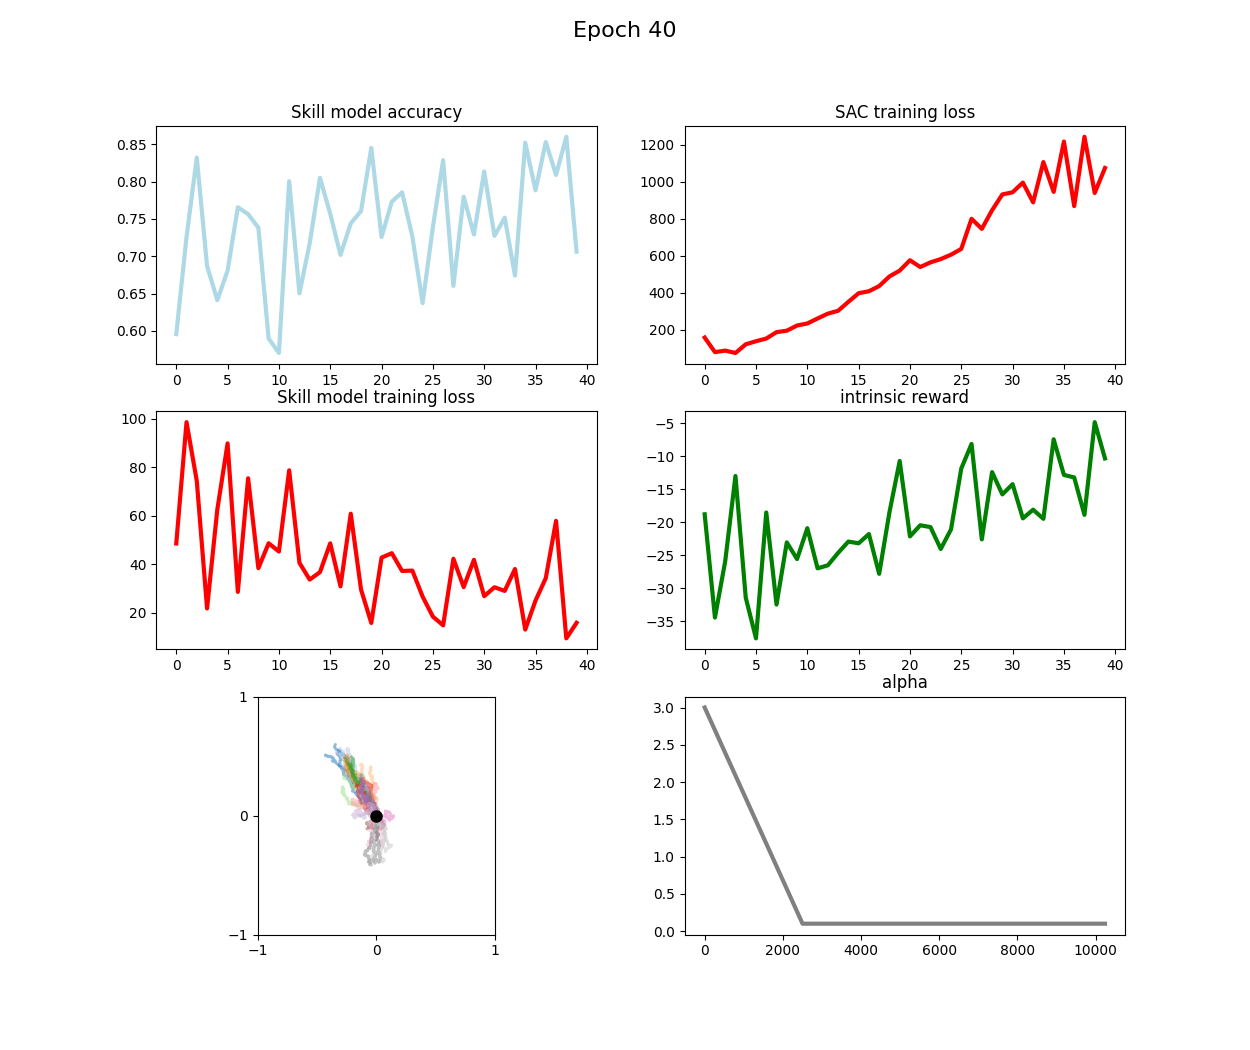 Epoch 40
Skill model accuracy
0.85
0.80
0.75
0.70
0.65
0.60
0 5 10 15 20 25 30 35 40
SAC training loss
1200
1000
800
600
400
200
0 5 10 15 20 25 30 35 40
Skill model training loss
100
80
60
40
20
0 5 10 15 20 25 30 35 40
intrinsic reward
−5
−10
−15
−20
−25
−30
−35
0 5 10 15 20 25 30 35 40
1
0
−1
−1 0 1
alpha
3.0
2.5
2.0
1.5
1.0
0.5
0.0
0 2000 4000 6000 8000 10000